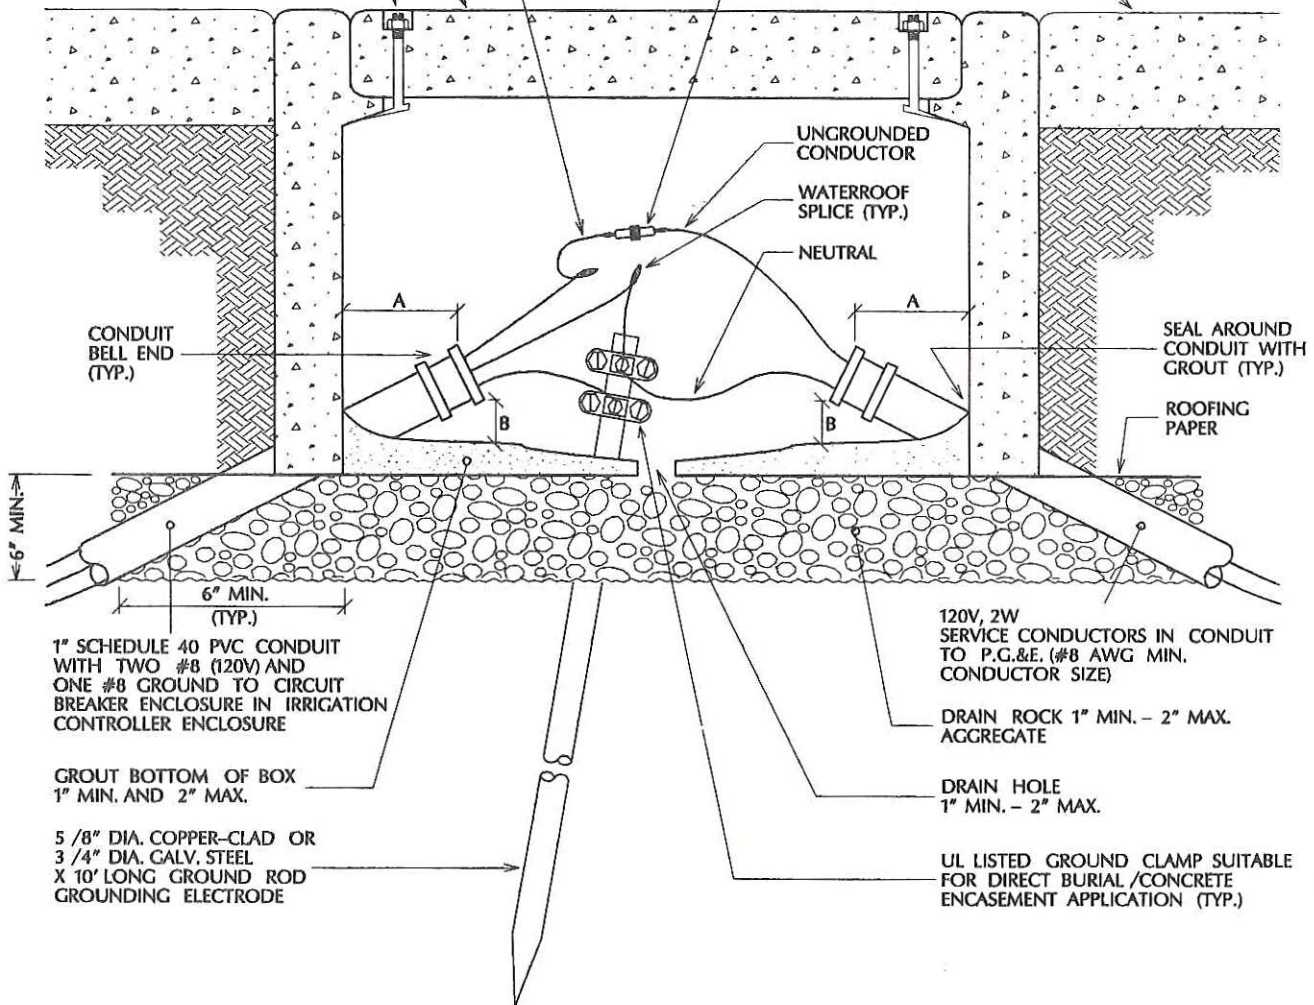 UNGROUNDED
CONDUCTOR
WATERROOF
SPLICE (TYP.)
NEUTRAL
A
A
CONDUIT
BELL END
(TYP.)
SEAL AROUND
CONDUIT WITH
GROUT (TYP.)
B
B
ROOFING
PAPER
6" MIN.
6" MIN.
(TYP.)
1" SCHEDULE 40 PVC CONDUIT
WITH TWO #8 (120V) AND
ONE #8 GROUND TO CIRCUIT
BREAKER ENCLOSURE IN IRRIGATION
CONTROLLER ENCLOSURE
GROUT BOTTOM OF BOX
1" MIN. AND 2" MAX.
5 /8" DIA. COPPER-CLAD OR
3 /4" DIA. GALV. STEEL
X 10' LONG GROUND ROD
GROUNDING ELECTRODE
120V, 2W
SERVICE CONDUCTORS IN CONDUIT
TO P.G.&E. (#8 AWG MIN.
CONDUCTOR SIZE)
DRAIN ROCK 1" MIN. - 2" MAX.
AGGREGATE
DRAIN HOLE
1" MIN. - 2" MAX.
UL LISTED GROUND CLAMP SUITABLE
FOR DIRECT BURIAL /CONCRETE
ENCASEMENT APPLICATION (TYP.)